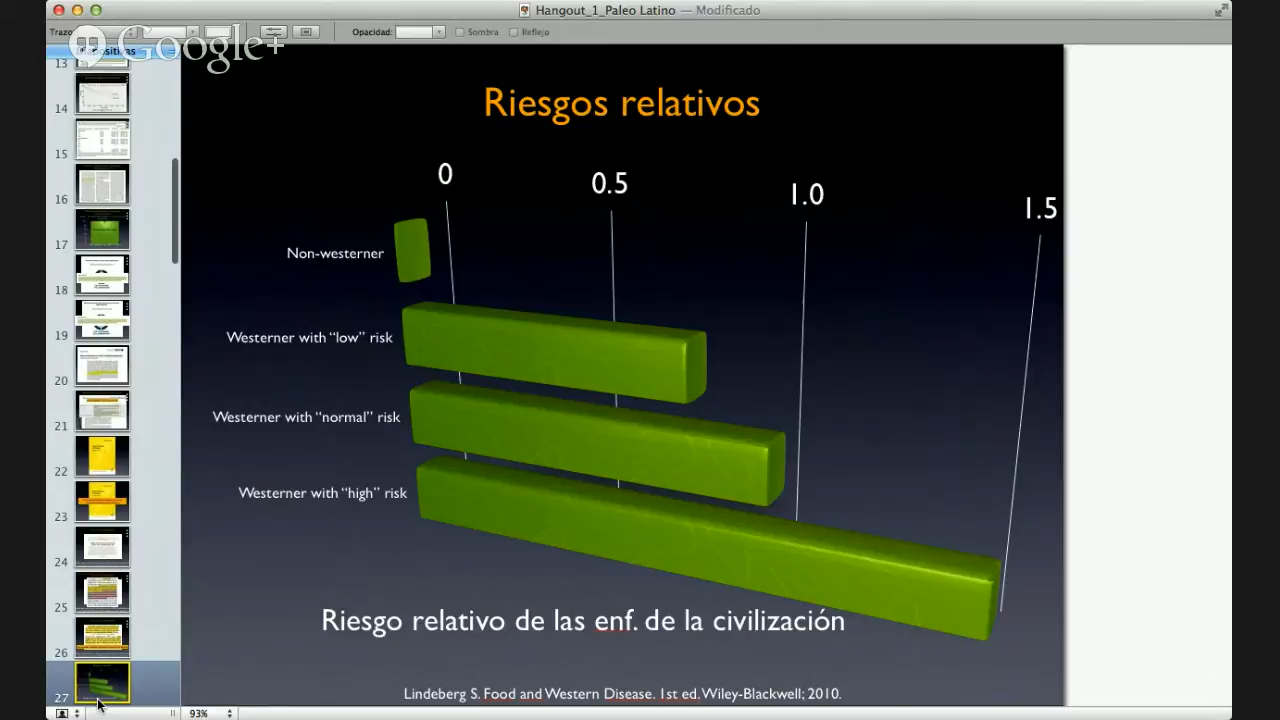 Hangout_1_Paleo Latino — Modificado
Opacidad:
Sombra
Reflejo
Google+
13
14
15
16
17
18
19
20
21
22
23
24
25
26
27
Riesgos relativos
0
0.5
1.0
1.5
Non-westerner
Westerner with “low” risk
Westerner with “normal” risk
Westerner with “high” risk
Riesgo relativo de las enf. de la civilización
Lindeberg S. Food and Western Disease. 1st ed. Wiley-Blackwell; 2010.
93%